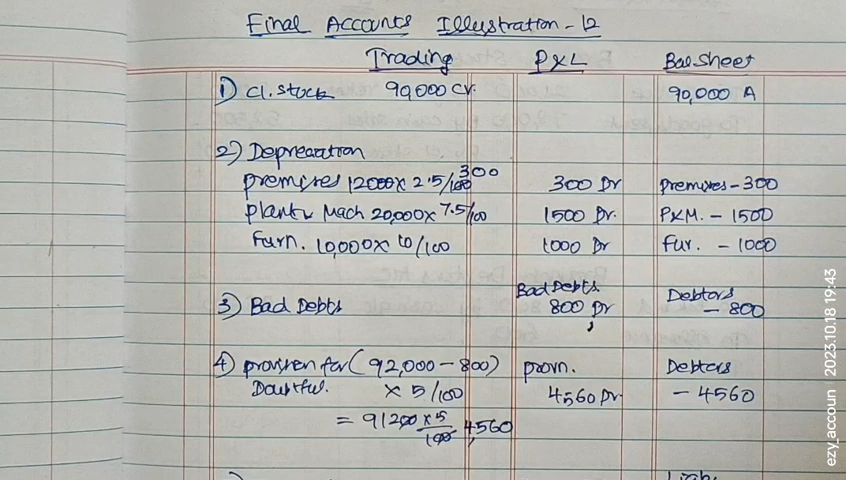 Final Accounts Illustration - 12
Trading P&L Bal Sheet
1) Cl. stock 90,000 Cr. 90,000 A
2) Depreciation
premises 12000 x 2.5/100 300 300 Dr premises - 300
plant & Mach 20,000 x 7.5/100 1500 Dr. P&M. - 1500
Furn. 10,000 x 10/100 1000 Dr Fur. - 1000
3) Bad Debts Bad Debts 800 Dr Debtors - 800
4) provision for (92,000 - 800) provn. Debtors
Doubtful. x 5/100 4560 Dr - 4560
= 91200 x 5/100 4560
ezy_accoun 2023.10.18 19:43